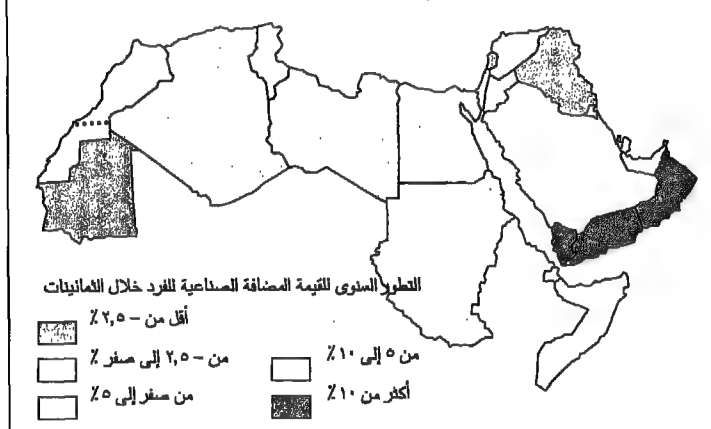 التطور السنوى للقيمة المضافة الصناعية للفرد خلال الثمانينات
أقل من – ٢,٥ ٪
من – ٢,٥ إلى صفر ٪
من صفر إلى ٥ ٪
من ٥ إلى ١٠ ٪
أكثر من ١٠ ٪